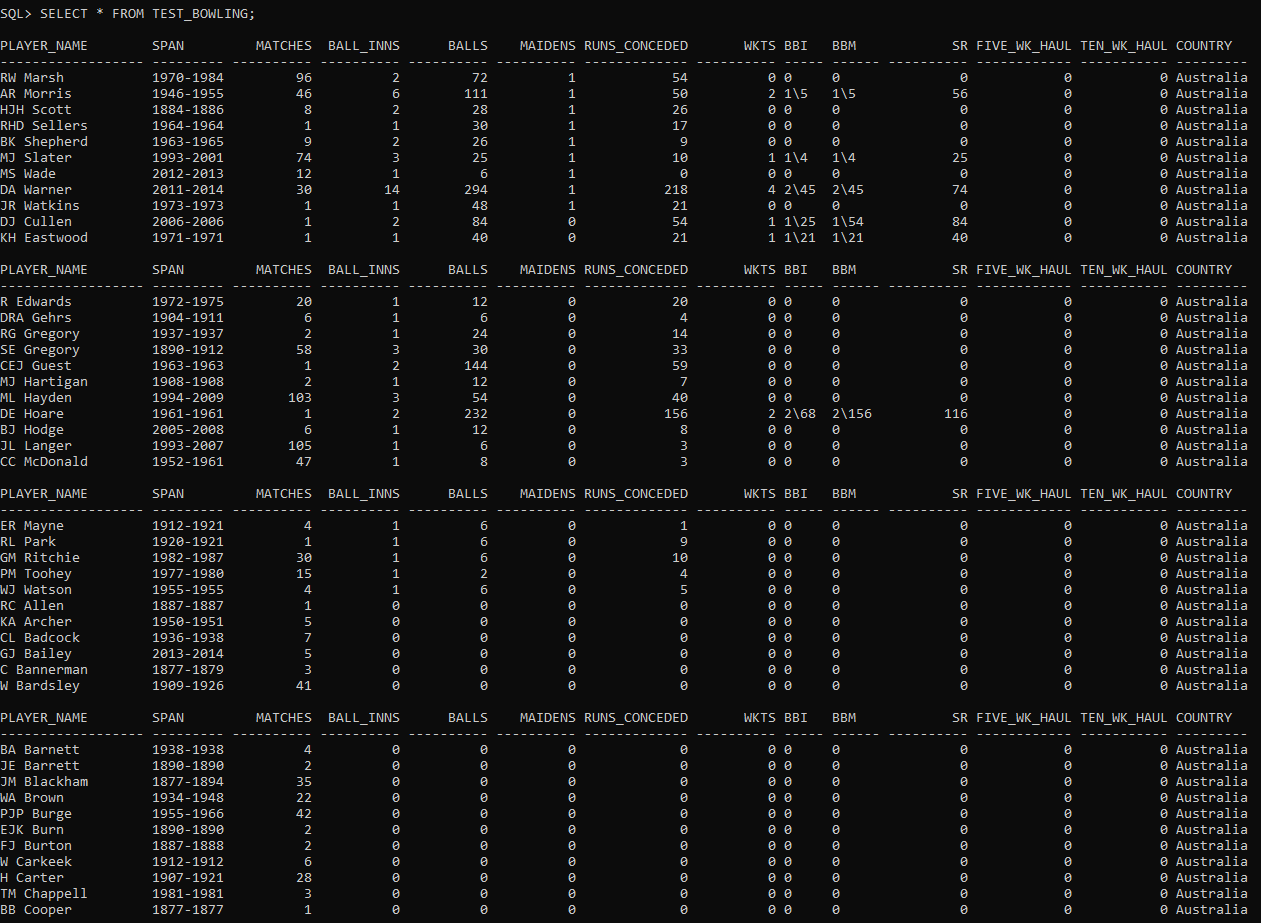 SQL> SELECT * FROM TEST_BOWLING;
PLAYER_NAME SPAN MATCHES BALL_INNS BALLS MAIDENS RUNS_CONCEDED WKTS BBI BBM SR FIVE_WK_HAUL TEN_WK_HAUL COUNTRY
------------------ --------- ---------- ---------- ---------- ---------- ------------- ---------- ----- ------ ---------- ------------ ----------- ---------
RW Marsh 1970-1984 96 2 72 1 54 0 0 0 0 0 0 Australia
AR Morris 1946-1955 46 6 111 1 50 2 1\5 1\5 56 0 0 Australia
HJH Scott 1884-1886 8 2 28 1 26 0 0 0 0 0 0 Australia
RHD Sellers 1964-1964 1 1 30 1 17 0 0 0 0 0 0 Australia
BK Shepherd 1963-1965 9 2 26 1 9 0 0 0 0 0 0 Australia
MJ Slater 1993-2001 74 3 25 1 10 1 1\4 1\4 25 0 0 Australia
MS Wade 2012-2013 12 1 6 1 0 0 0 0 0 0 0 Australia
DA Warner 2011-2014 30 14 294 1 218 4 2\45 2\45 74 0 0 Australia
JR Watkins 1973-1973 1 1 48 1 21 0 0 0 0 0 0 Australia
DJ Cullen 2006-2006 1 2 84 0 54 1 1\25 1\54 84 0 0 Australia
KH Eastwood 1971-1971 1 1 40 0 21 1 1\21 1\21 40 0 0 Australia
PLAYER_NAME SPAN MATCHES BALL_INNS BALLS MAIDENS RUNS_CONCEDED WKTS BBI BBM SR FIVE_WK_HAUL TEN_WK_HAUL COUNTRY
------------------ --------- ---------- ---------- ---------- ---------- ------------- ---------- ----- ------ ---------- ------------ ----------- ---------
R Edwards 1972-1975 20 1 12 0 20 0 0 0 0 0 0 Australia
DRA Gehrs 1904-1911 6 1 6 0 4 0 0 0 0 0 0 Australia
RG Gregory 1937-1937 2 1 24 0 14 0 0 0 0 0 0 Australia
SE Gregory 1890-1912 58 3 30 0 33 0 0 0 0 0 0 Australia
CEJ Guest 1963-1963 1 2 144 0 59 0 0 0 0 0 0 Australia
MJ Hartigan 1908-1908 2 1 12 0 7 0 0 0 0 0 0 Australia
ML Hayden 1994-2009 103 3 54 0 40 0 0 0 0 0 0 Australia
DE Hoare 1961-1961 1 2 232 0 156 2 2\68 2\156 116 0 0 Australia
BJ Hodge 2005-2008 6 1 12 0 8 0 0 0 0 0 0 Australia
JL Langer 1993-2007 105 1 6 0 3 0 0 0 0 0 0 Australia
CC McDonald 1952-1961 47 1 8 0 3 0 0 0 0 0 0 Australia
PLAYER_NAME SPAN MATCHES BALL_INNS BALLS MAIDENS RUNS_CONCEDED WKTS BBI BBM SR FIVE_WK_HAUL TEN_WK_HAUL COUNTRY
------------------ --------- ---------- ---------- ---------- ---------- ------------- ---------- ----- ------ ---------- ------------ ----------- ---------
ER Mayne 1912-1921 4 1 6 0 1 0 0 0 0 0 0 Australia
RL Park 1920-1921 1 1 6 0 9 0 0 0 0 0 0 Australia
GM Ritchie 1982-1987 30 1 6 0 10 0 0 0 0 0 0 Australia
PM Toohey 1977-1980 15 1 2 0 4 0 0 0 0 0 0 Australia
WJ Watson 1955-1955 4 1 6 0 5 0 0 0 0 0 0 Australia
RC Allen 1887-1887 1 0 0 0 0 0 0 0 0 0 0 Australia
KA Archer 1950-1951 5 0 0 0 0 0 0 0 0 0 0 Australia
CL Badcock 1936-1938 7 0 0 0 0 0 0 0 0 0 0 Australia
GJ Bailey 2013-2014 5 0 0 0 0 0 0 0 0 0 0 Australia
C Bannerman 1877-1879 3 0 0 0 0 0 0 0 0 0 0 Australia
W Bardsley 1909-1926 41 0 0 0 0 0 0 0 0 0 0 Australia
PLAYER_NAME SPAN MATCHES BALL_INNS BALLS MAIDENS RUNS_CONCEDED WKTS BBI BBM SR FIVE_WK_HAUL TEN_WK_HAUL COUNTRY
------------------ --------- ---------- ---------- ---------- ---------- ------------- ---------- ----- ------ ---------- ------------ ----------- ---------
BA Barnett 1938-1938 4 0 0 0 0 0 0 0 0 0 0 Australia
JE Barrett 1890-1890 2 0 0 0 0 0 0 0 0 0 0 Australia
JM Blackham 1877-1894 35 0 0 0 0 0 0 0 0 0 0 Australia
WA Brown 1934-1948 22 0 0 0 0 0 0 0 0 0 0 Australia
PJP Burge 1955-1966 42 0 0 0 0 0 0 0 0 0 0 Australia
EJK Burn 1890-1890 2 0 0 0 0 0 0 0 0 0 0 Australia
FJ Burton 1887-1888 2 0 0 0 0 0 0 0 0 0 0 Australia
W Carkeek 1912-1912 6 0 0 0 0 0 0 0 0 0 0 Australia
H Carter 1907-1921 28 0 0 0 0 0 0 0 0 0 0 Australia
TM Chappell 1981-1981 3 0 0 0 0 0 0 0 0 0 0 Australia
BB Cooper 1877-1877 1 0 0 0 0 0 0 0 0 0 0 Australia